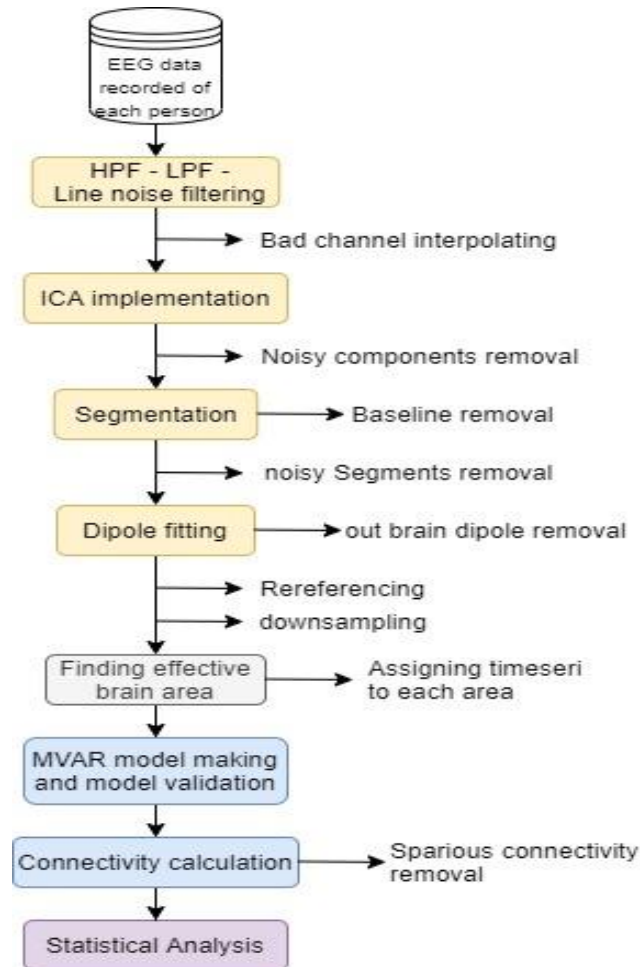 EEG data
recorded of
each person
HPF - LPF -
Line noise filtering
Bad channel interpolating
ICA implementation
Noisy components removal
Segmentation
Baseline removal
noisy Segments removal
Dipole fitting
out brain dipole removal
Rereferencing
downsampling
Finding effective
brain area
Assigning timeseri
to each area
MVAR model making
and model validation
Connectivity calculation
Sparious connectivity
removal
Statistical Analysis